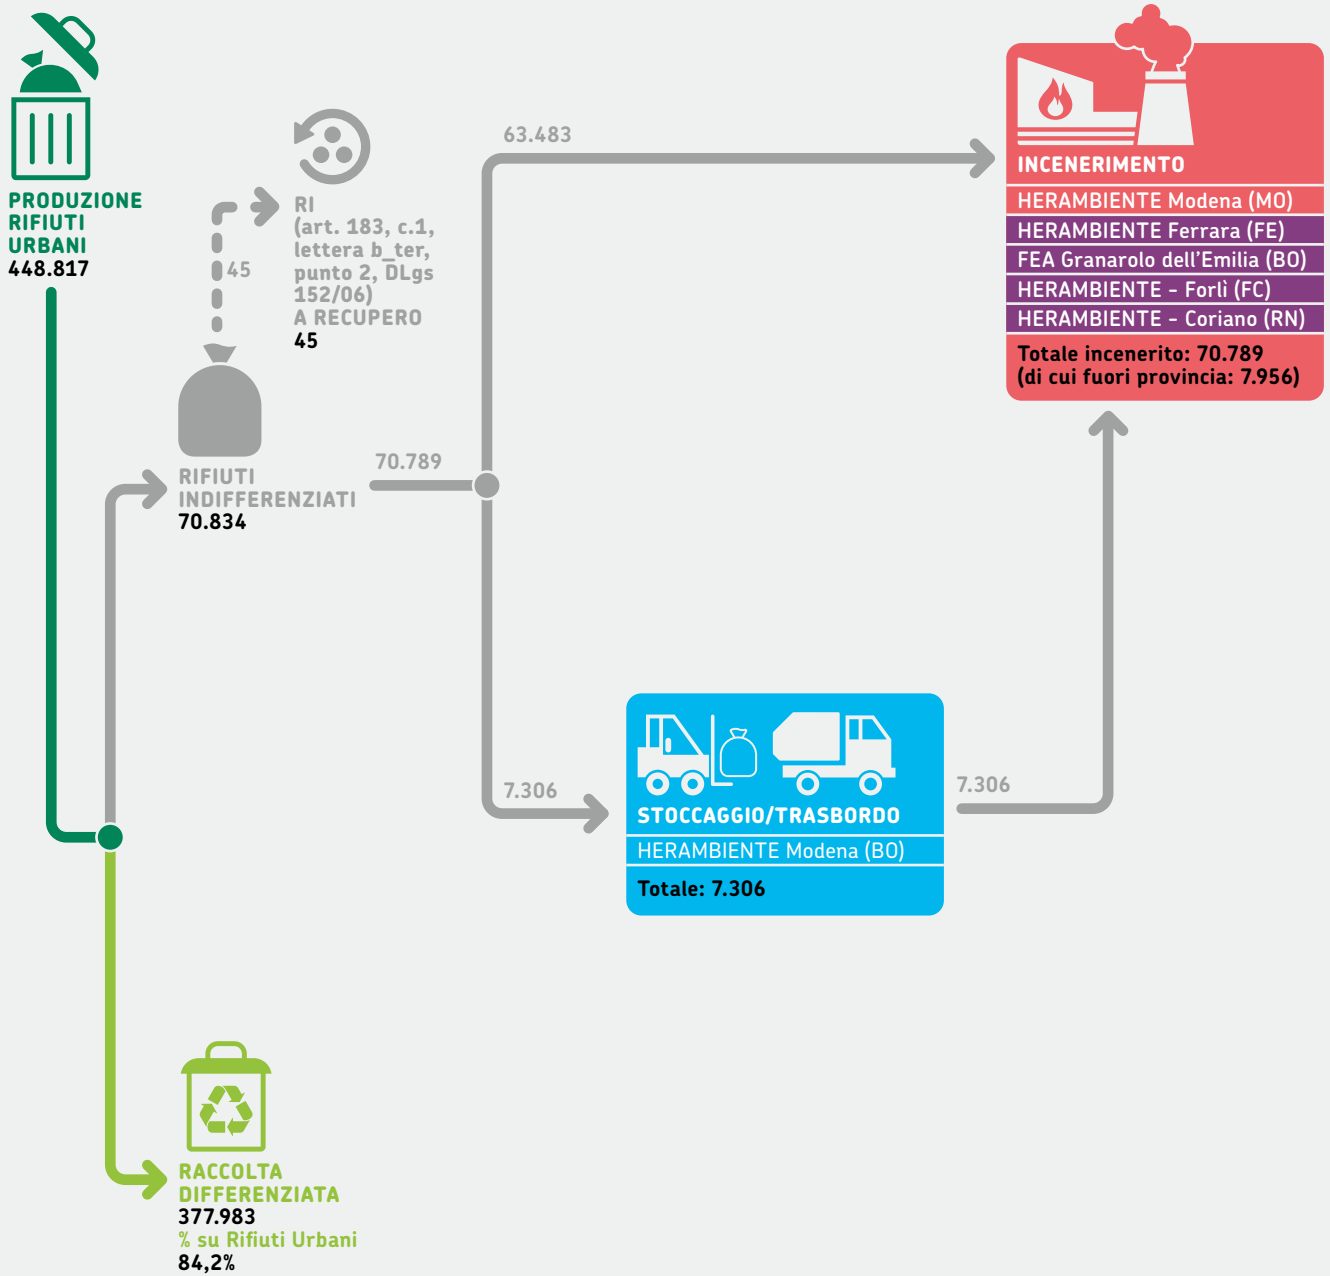 PRODUZIONE
RIFIUTI
URBANI
448.817
45
RI
(art. 183, c.1,
lettera b_ter,
punto 2, DLgs
152/06)
A RECUPERO
45
RIFIUTI
INDIFFERENZIATI
70.834
70.789
63.483
7.306
INCENERIMENTO
HERAMBIENTE Modena (MO)
HERAMBIENTE Ferrara (FE)
FEA Granarolo dell'Emilia (BO)
HERAMBIENTE - Forlì (FC)
HERAMBIENTE - Coriano (RN)
Totale incenerito: 70.789
(di cui fuori provincia: 7.956)
STOCCAGGIO/TRASBORDO
HERAMBIENTE Modena (BO)
Totale: 7.306
7.306
RACCOLTA
DIFFERENZIATA
377.983
% su Rifiuti Urbani
84,2%